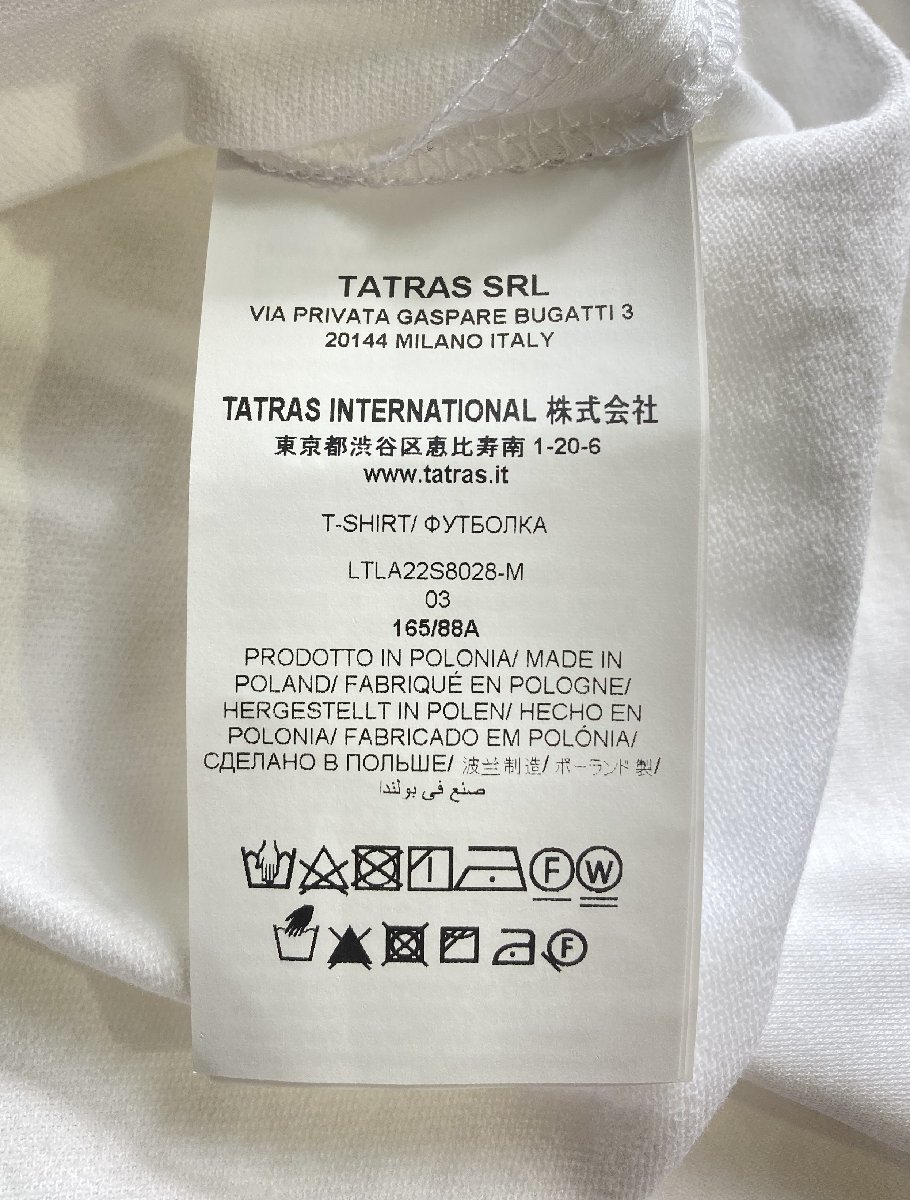 TATRAS SRL
VIA PRIVATA GASPARE BUGATTI 3
20144 MILANO ITALY
TATRAS INTERNATIONAL 株式会社
東京都渋谷区恵比寿南 1-20-6
www.tatras.it
T-SHIRT/ ФУТБОЛКА
LTLA22S8028-M
03
165/88A
PRODOTTO IN POLONIA/ MADE IN
POLAND/ FABRIQUÉ EN POLOGNE/
HERGESTELLT IN POLEN/ HECHO EN
POLONIA/ FABRICADO EM POLÓNIA/
СДЕЛАНО В ПОЛЬШЕ/ 波兰制造/ ポーランド製/
صنع في بولندا
F W
F